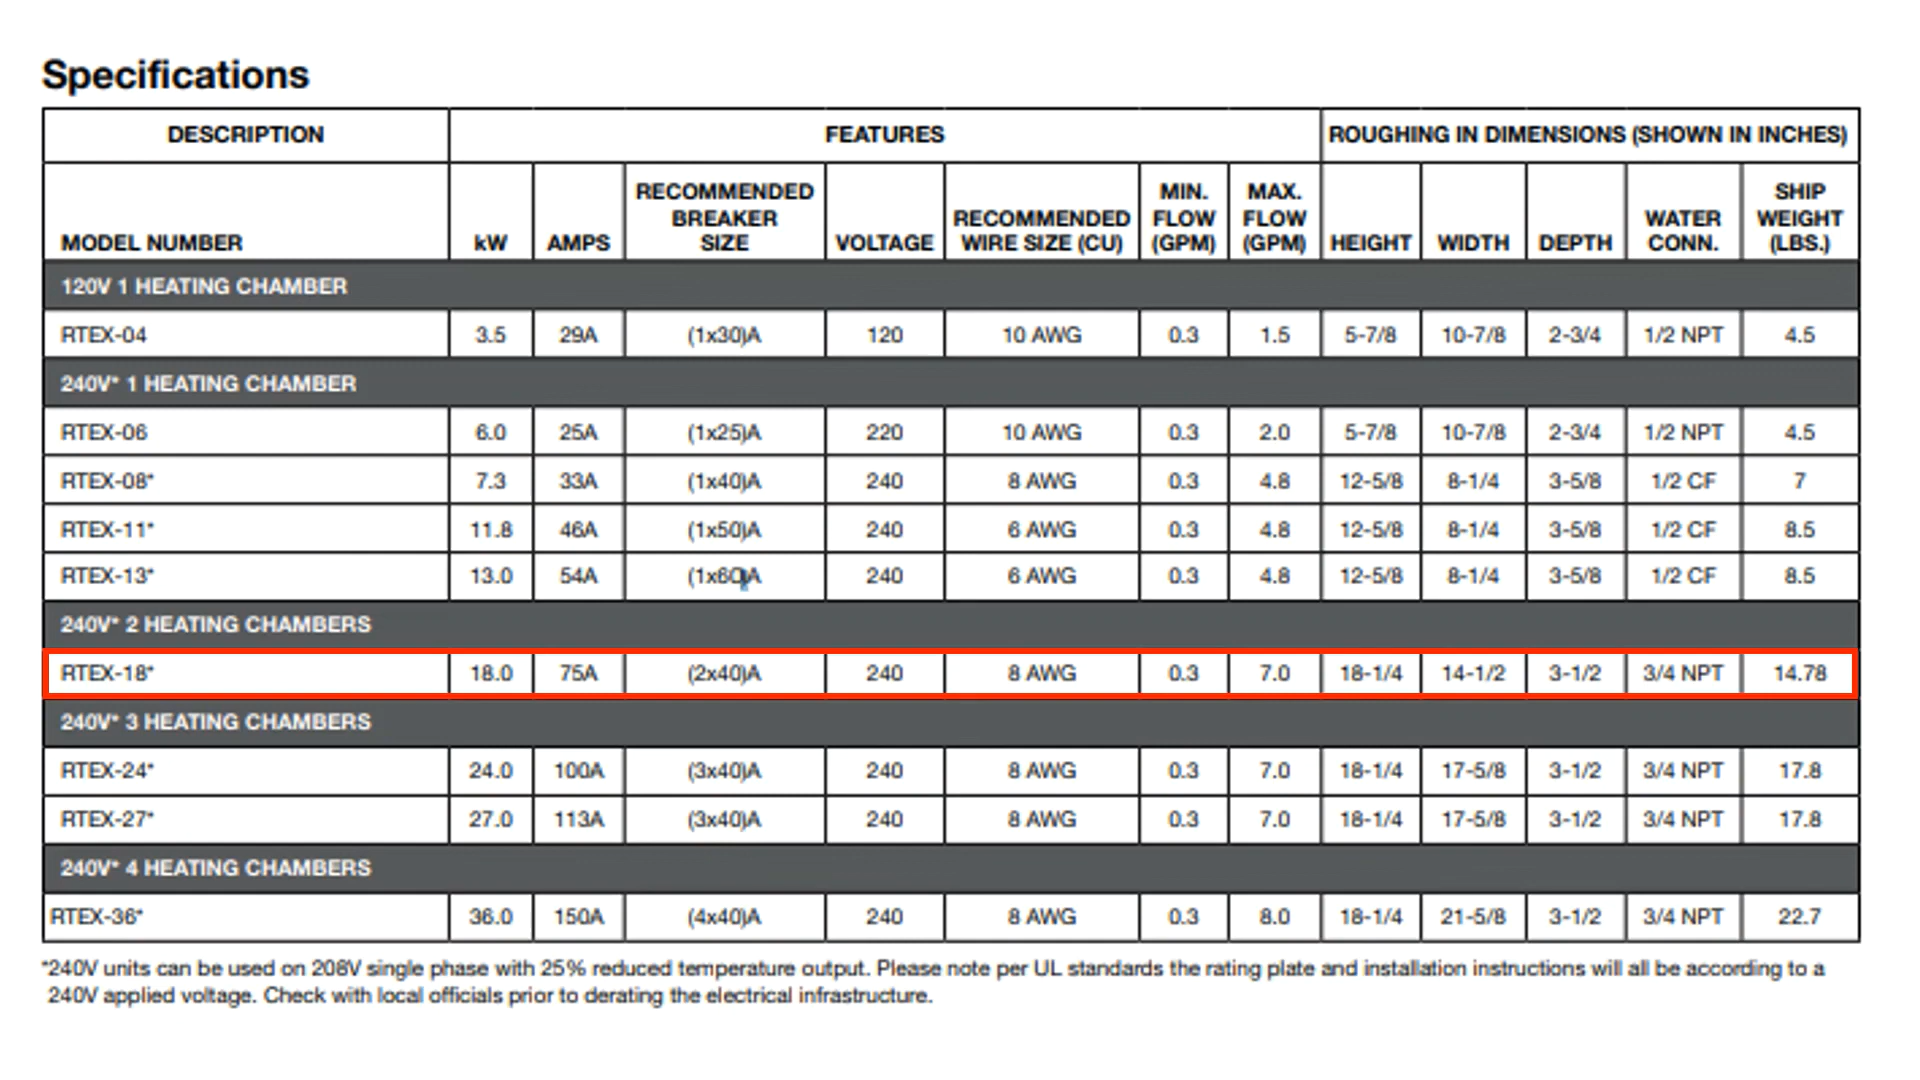 Specifications
DESCRIPTION FEATURES ROUGHING IN DIMENSIONS (SHOWN IN INCHES)
MODEL NUMBER kW AMPS RECOMMENDED BREAKER SIZE VOLTAGE RECOMMENDED WIRE SIZE (CU) MIN. FLOW (GPM) MAX. FLOW (GPM) HEIGHT WIDTH DEPTH WATER CONN. SHIP WEIGHT (LBS.)
120V 1 HEATING CHAMBER
RTEX-04 3.5 29A (1x30)A 120 10 AWG 0.3 1.5 5-7/8 10-7/8 2-3/4 1/2 NPT 4.5
240V* 1 HEATING CHAMBER
RTEX-06 6.0 25A (1x25)A 220 10 AWG 0.3 2.0 5-7/8 10-7/8 2-3/4 1/2 NPT 4.5
RTEX-08* 7.3 33A (1x40)A 240 8 AWG 0.3 4.8 12-5/8 8-1/4 3-5/8 1/2 CF 7
RTEX-11* 11.8 46A (1x50)A 240 6 AWG 0.3 4.8 12-5/8 8-1/4 3-5/8 1/2 CF 8.5
RTEX-13* 13.0 54A (1x60)A 240 6 AWG 0.3 4.8 12-5/8 8-1/4 3-5/8 1/2 CF 8.5
240V* 2 HEATING CHAMBERS
RTEX-18* 18.0 75A (2x40)A 240 8 AWG 0.3 7.0 18-1/4 14-1/2 3-1/2 3/4 NPT 14.78
240V* 3 HEATING CHAMBERS
RTEX-24* 24.0 100A (3x40)A 240 8 AWG 0.3 7.0 18-1/4 17-5/8 3-1/2 3/4 NPT 17.8
RTEX-27* 27.0 113A (3x40)A 240 8 AWG 0.3 7.0 18-1/4 17-5/8 3-1/2 3/4 NPT 17.8
240V* 4 HEATING CHAMBERS
RTEX-36* 36.0 150A (4x40)A 240 8 AWG 0.3 8.0 18-1/4 21-5/8 3-1/2 3/4 NPT 22.7
*240V units can be used on 208V single phase with 25% reduced temperature output. Please note per UL standards the rating plate and installation instructions will all be according to a
240V applied voltage. Check with local officials prior to derating the electrical infrastructure.